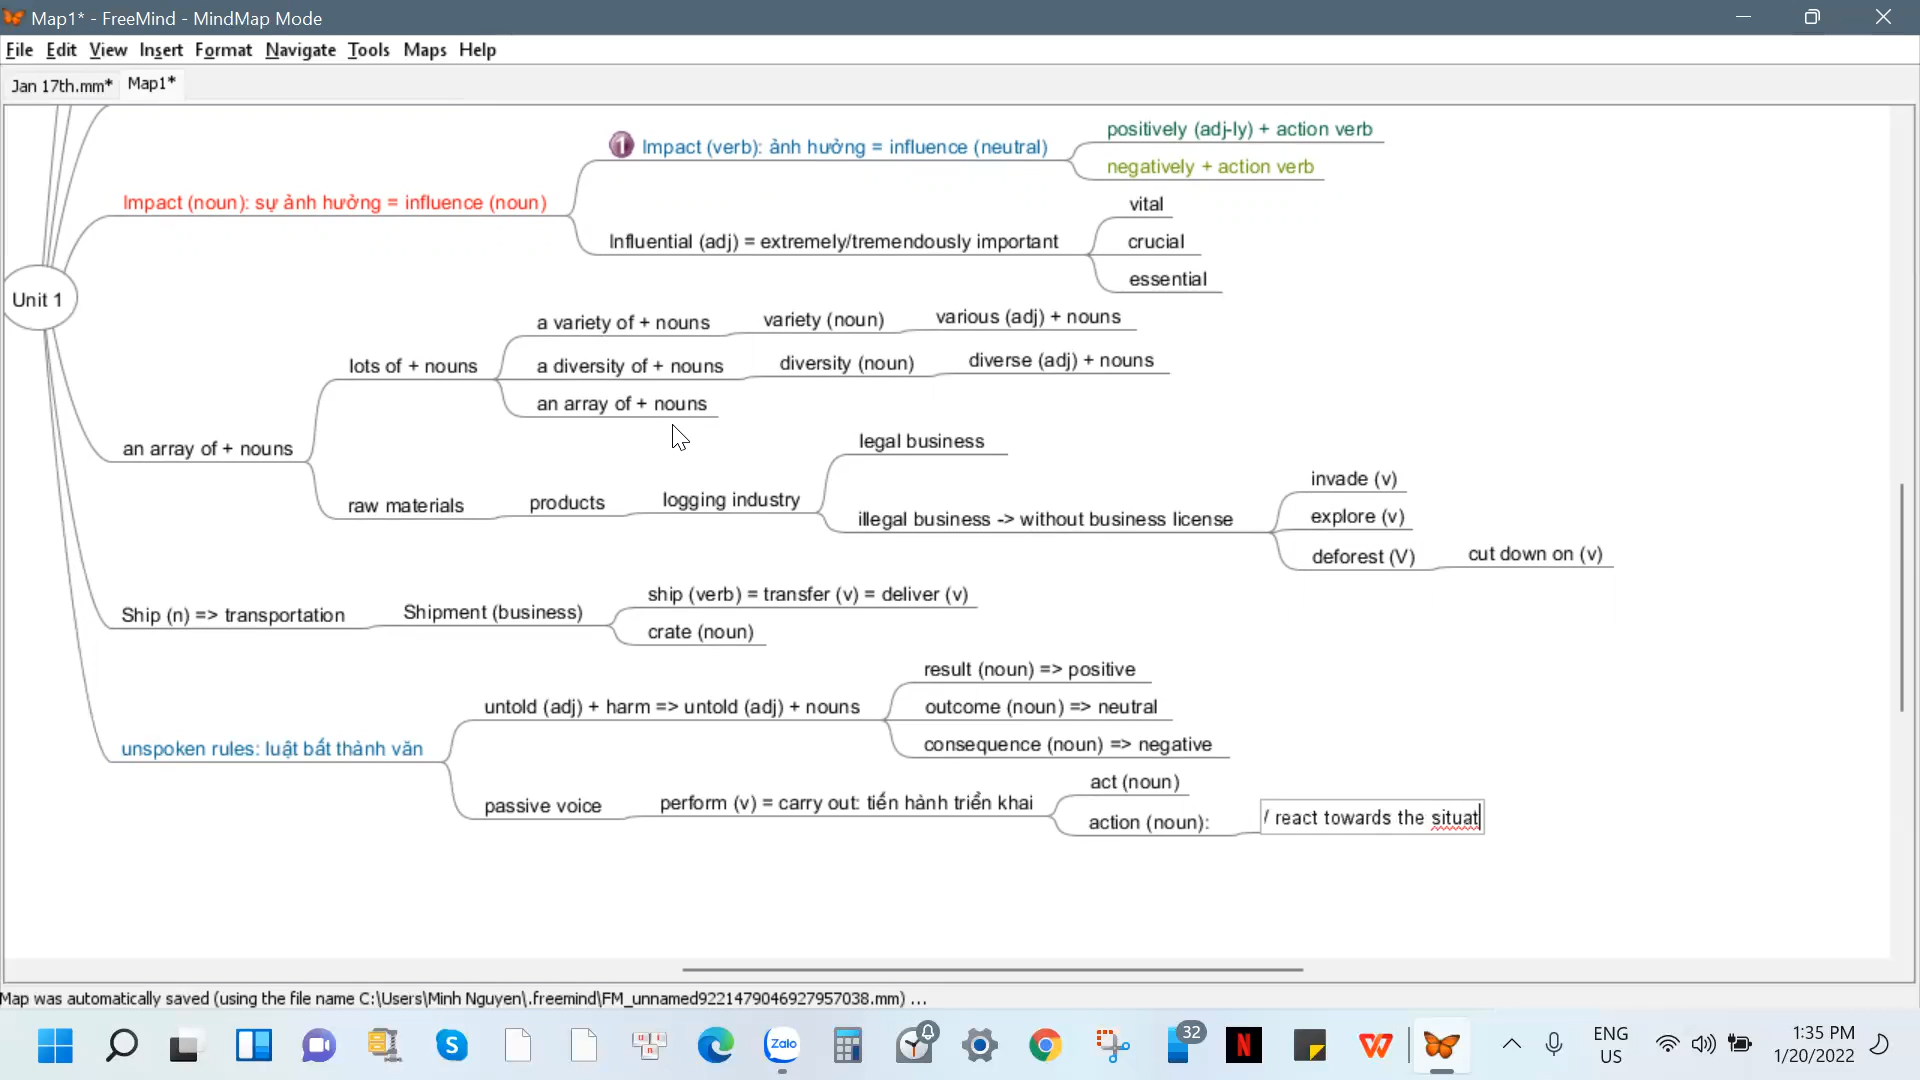 Map1* - FreeMind - MindMap Mode
File Edit View Insert Format Navigate Tools Maps Help
Jan 17th.mm* Map1*
positively (adj-ly) + action verb
Impact (verb): ảnh hưởng = influence (neutral)
negatively + action verb
Impact (noun): sự ảnh hưởng = influence (noun)
vital
Influential (adj) = extremely/tremendously important
crucial
essential
Unit 1
a variety of + nouns variety (noun) various (adj) + nouns
lots of + nouns a diversity of + nouns diversity (noun) diverse (adj) + nouns
an array of + nouns
an array of + nouns
legal business
raw materials products logging industry
invade (v)
illegal business -> without business license explore (v)
deforest (V) cut down on (v)
ship (verb) = transfer (v) = deliver (v)
Ship (n) => transportation Shipment (business)
crate (noun)
result (noun) => positive
untold (adj) + harm => untold (adj) + nouns outcome (noun) => neutral
consequence (noun) => negative
unspoken rules: luật bất thành văn
act (noun)
passive voice perform (v) = carry out: tiến hành triển khai
action (noun): / react towards the situat
Map was automatically saved (using the file name C:\Users\Minh Nguyen\.freemind\FM_unnamed9221479046927957038.mm) ...
Zalo 32 N ENG
US
1:35 PM
1/20/2022